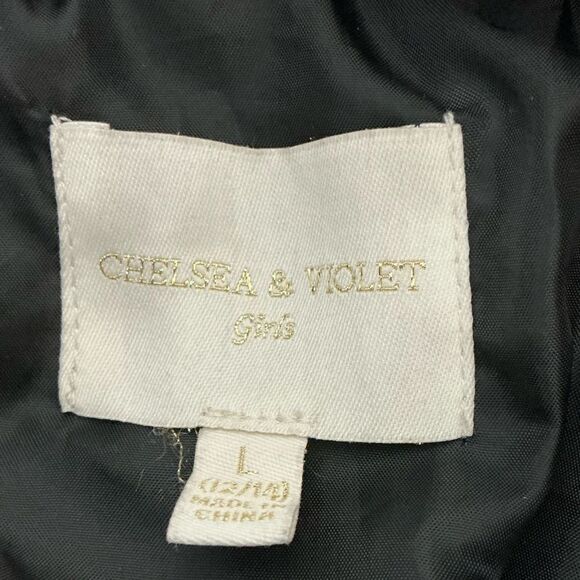 CHELSEA & VIOLET
Girls
L
(12/14)
MADE IN
CHINA